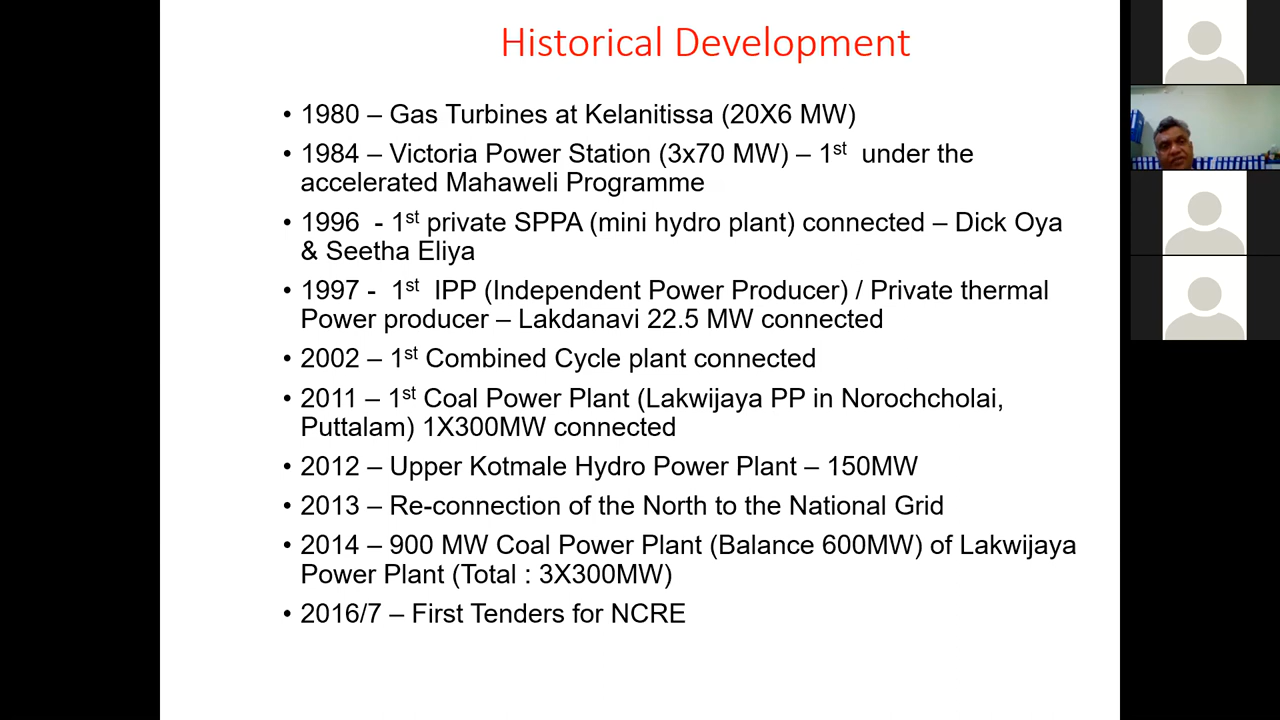 Historical Development
• 1980 – Gas Turbines at Kelanitissa (20X6 MW)
• 1984 – Victoria Power Station (3x70 MW) – 1st under the
accelerated Mahaweli Programme
• 1996 - 1st private SPPA (mini hydro plant) connected – Dick Oya
& Seetha Eliya
• 1997 - 1st IPP (Independent Power Producer) / Private thermal
Power producer – Lakdanavi 22.5 MW connected
• 2002 – 1st Combined Cycle plant connected
• 2011 – 1st Coal Power Plant (Lakwijaya PP in Norochcholai,
Puttalam) 1X300MW connected
• 2012 – Upper Kotmale Hydro Power Plant – 150MW
• 2013 – Re-connection of the North to the National Grid
• 2014 – 900 MW Coal Power Plant (Balance 600MW) of Lakwijaya
Power Plant (Total : 3X300MW)
• 2016/7 – First Tenders for NCRE